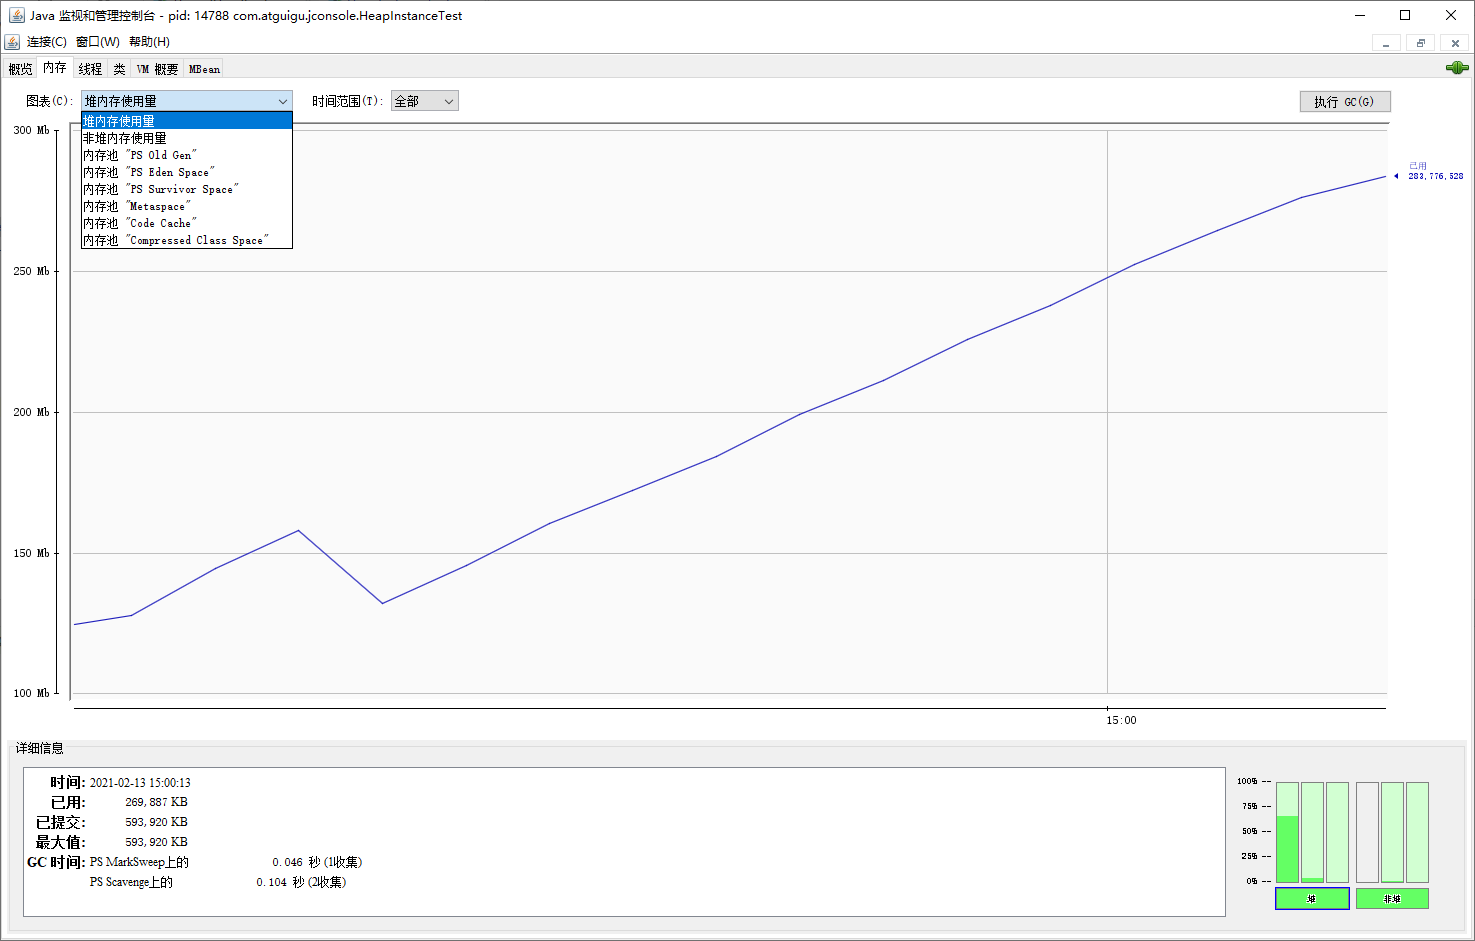 Java 监视和管理控制台 - pid: 14788 com.atguigu.jconsole.HeapInstanceTest
连接(C) 窗口(W) 帮助(H)
概览 内存 线程 类 VM 概要 MBean
图表(C): 堆内存使用量 时间范围(T): 全部 执行 GC(G)
堆内存使用量
非堆内存使用量
内存池 "PS Old Gen"
内存池 "PS Eden Space"
内存池 "PS Survivor Space"
内存池 "Metaspace"
内存池 "Code Cache"
内存池 "Compressed Class Space"
300 Mb
250 Mb
200 Mb
150 Mb
100 Mb
已用
283,776,528
15:00
详细信息
时间: 2021-02-13 15:00:13
已用: 269,887 KB
已提交: 593,920 KB
最大值: 593,920 KB
GC 时间: PS MarkSweep上的 0.046 秒 (1收集)
PS Scavenge上的 0.104 秒 (2收集)
100% --
75% --
50% --
25% --
0% --
堆 非堆